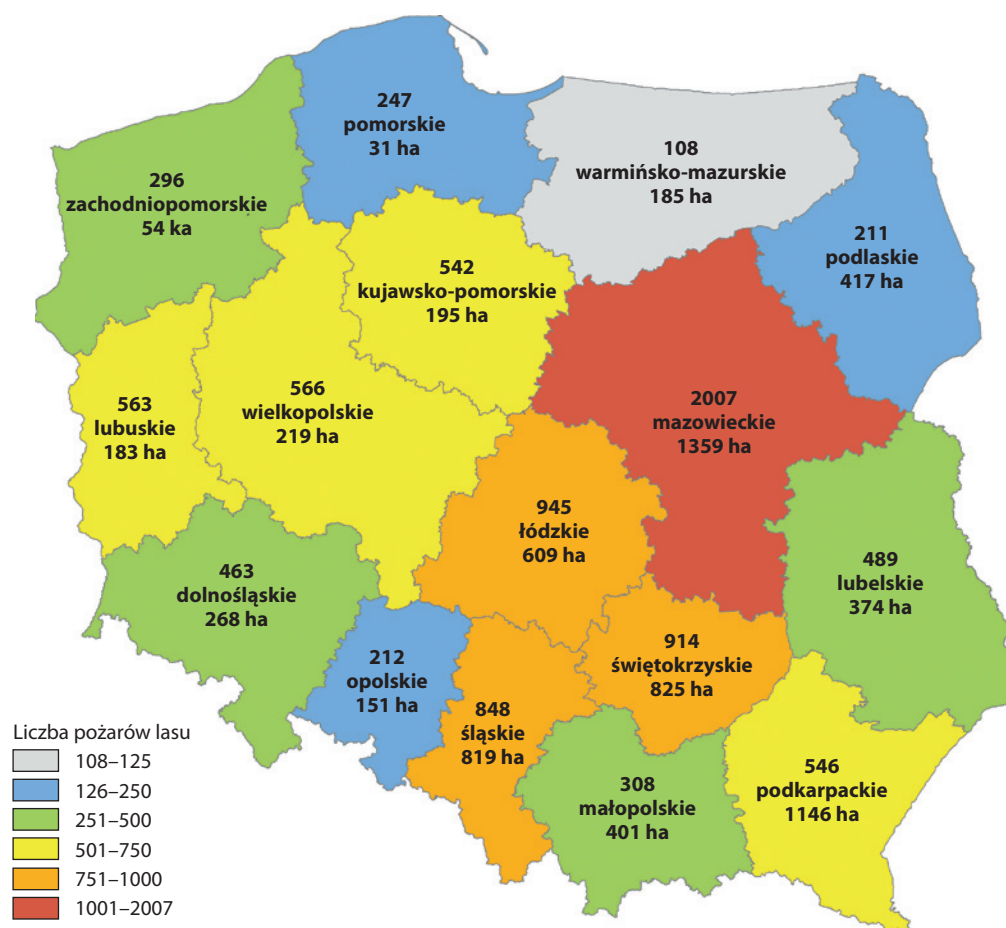 247
pomorskie
31 ha
108
warmińsko-mazurskie
185 ha
296
zachodniopomorskie
54 ka
211
podlaskie
417 ha
542
kujawsko-pomorskie
195 ha
563
lubuskie
183 ha
566
wielkopolskie
219 ha
2007
mazowieckie
1359 ha
945
łódzkie
609 ha
463
dolnośląskie
268 ha
489
lubelskie
374 ha
212
opolskie
151 ha
914
świętokrzyskie
825 ha
848
śląskie
819 ha
308
małopolskie
401 ha
546
podkarpackie
1146 ha
Liczba pożarów lasu
108–125
126–250
251–500
501–750
751–1000
1001–2007